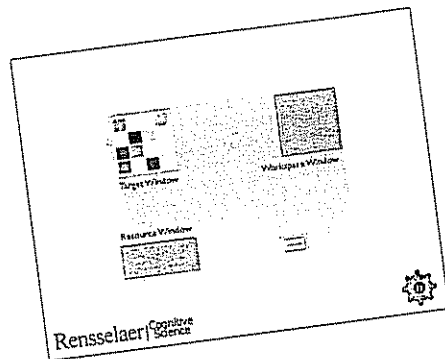 Target Window
Workspace Window
Resource Window
Rensselaer | Cognitive
Science